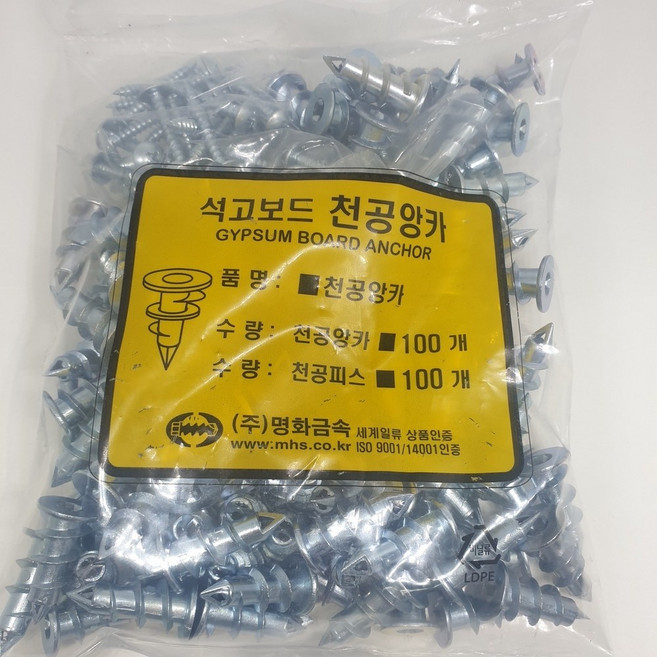 석고보드 천공앙카
GYPSUM BOARD ANCHOR
품 명 : ■천공앙카
수 량 : 천공앙카 ■ 100 개
수 량 : 천공피스 ■ 100 개
(주)명화금속 세계일류 상품인증
www.mhs.co.kr ISO 9001/14001인증
비닐류
LDPE